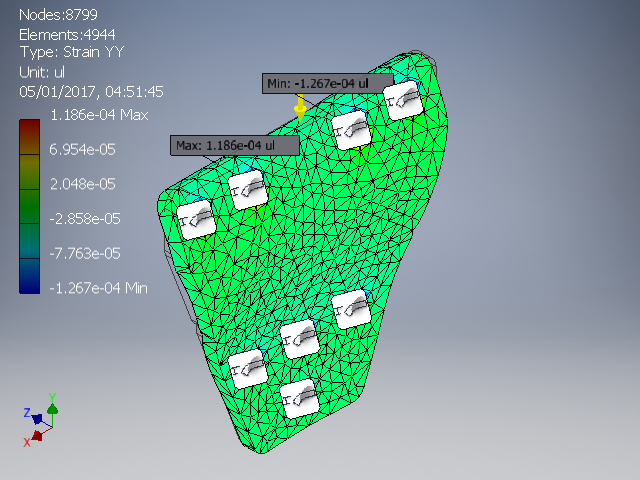 Nodes:8799
Elements:4944
Type: Strain YY
Unit: ul
05/01/2017, 04:51:45
1.186e-04 Max
6.954e-05
2.048e-05
-2.858e-05
-7.763e-05
-1.267e-04 Min
Min: -1.267e-04 ul
Max: 1.186e-04 ul
Y
Z
X